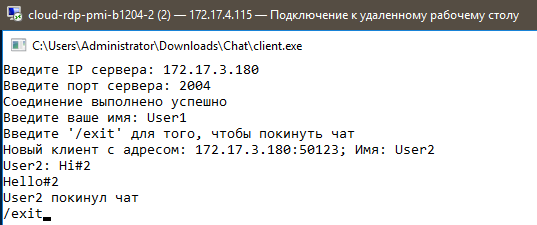 cloud-rdp-pmi-b1204-2 (2) — 172.17.4.115 — Подключение к удаленному рабочему столу
C:\Users\Administrator\Downloads\Chat\client.exe
Введите IP сервера: 172.17.3.180
Введите порт сервера: 2004
Соединение выполнено успешно
Введите ваше имя: User1
Введите '/exit' для того, чтобы покинуть чат
Новый клиент с адресом: 172.17.3.180:50123; Имя: User2
User2: Hi#2
Hello#2
User2 покинул чат
/exit